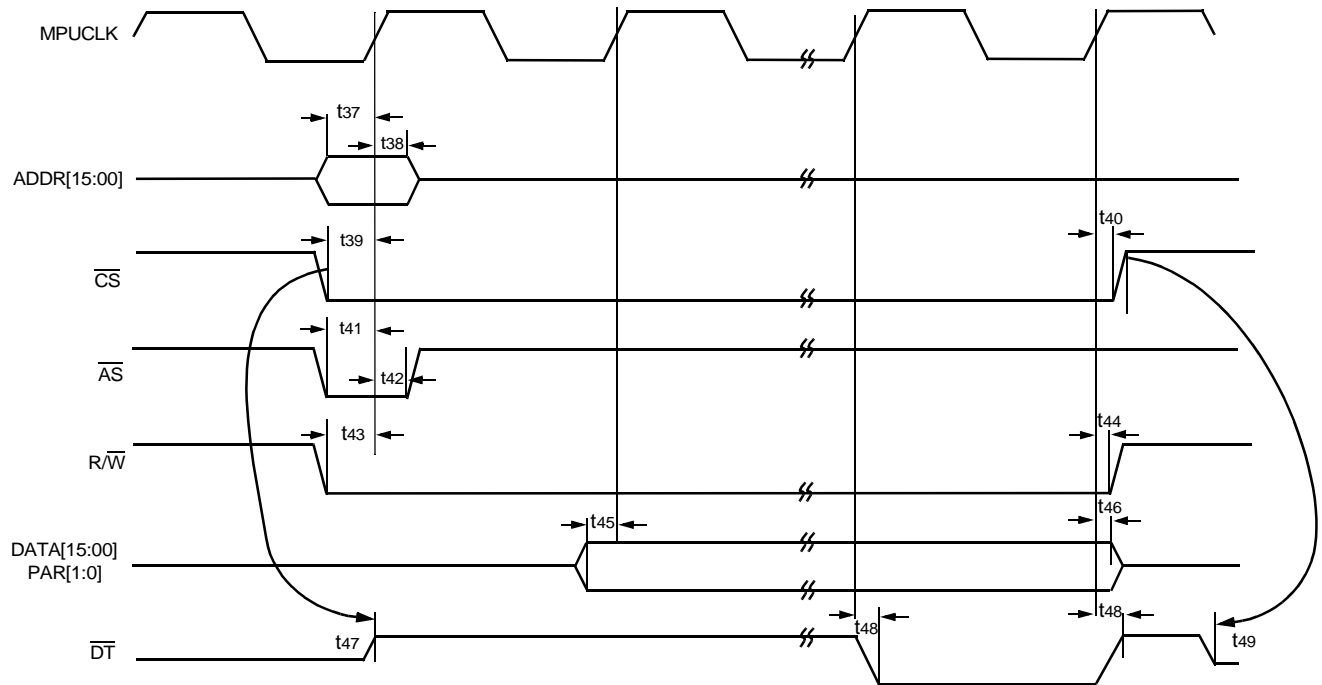 MPUCLK
t37
t38
ADDR[15:00]
t39
t40
CS
t41
AS
t42
t43
t44
R/W
t45
t46
DATA[15:00]
PAR[1:0]
t47
t48
t48
t49
DT